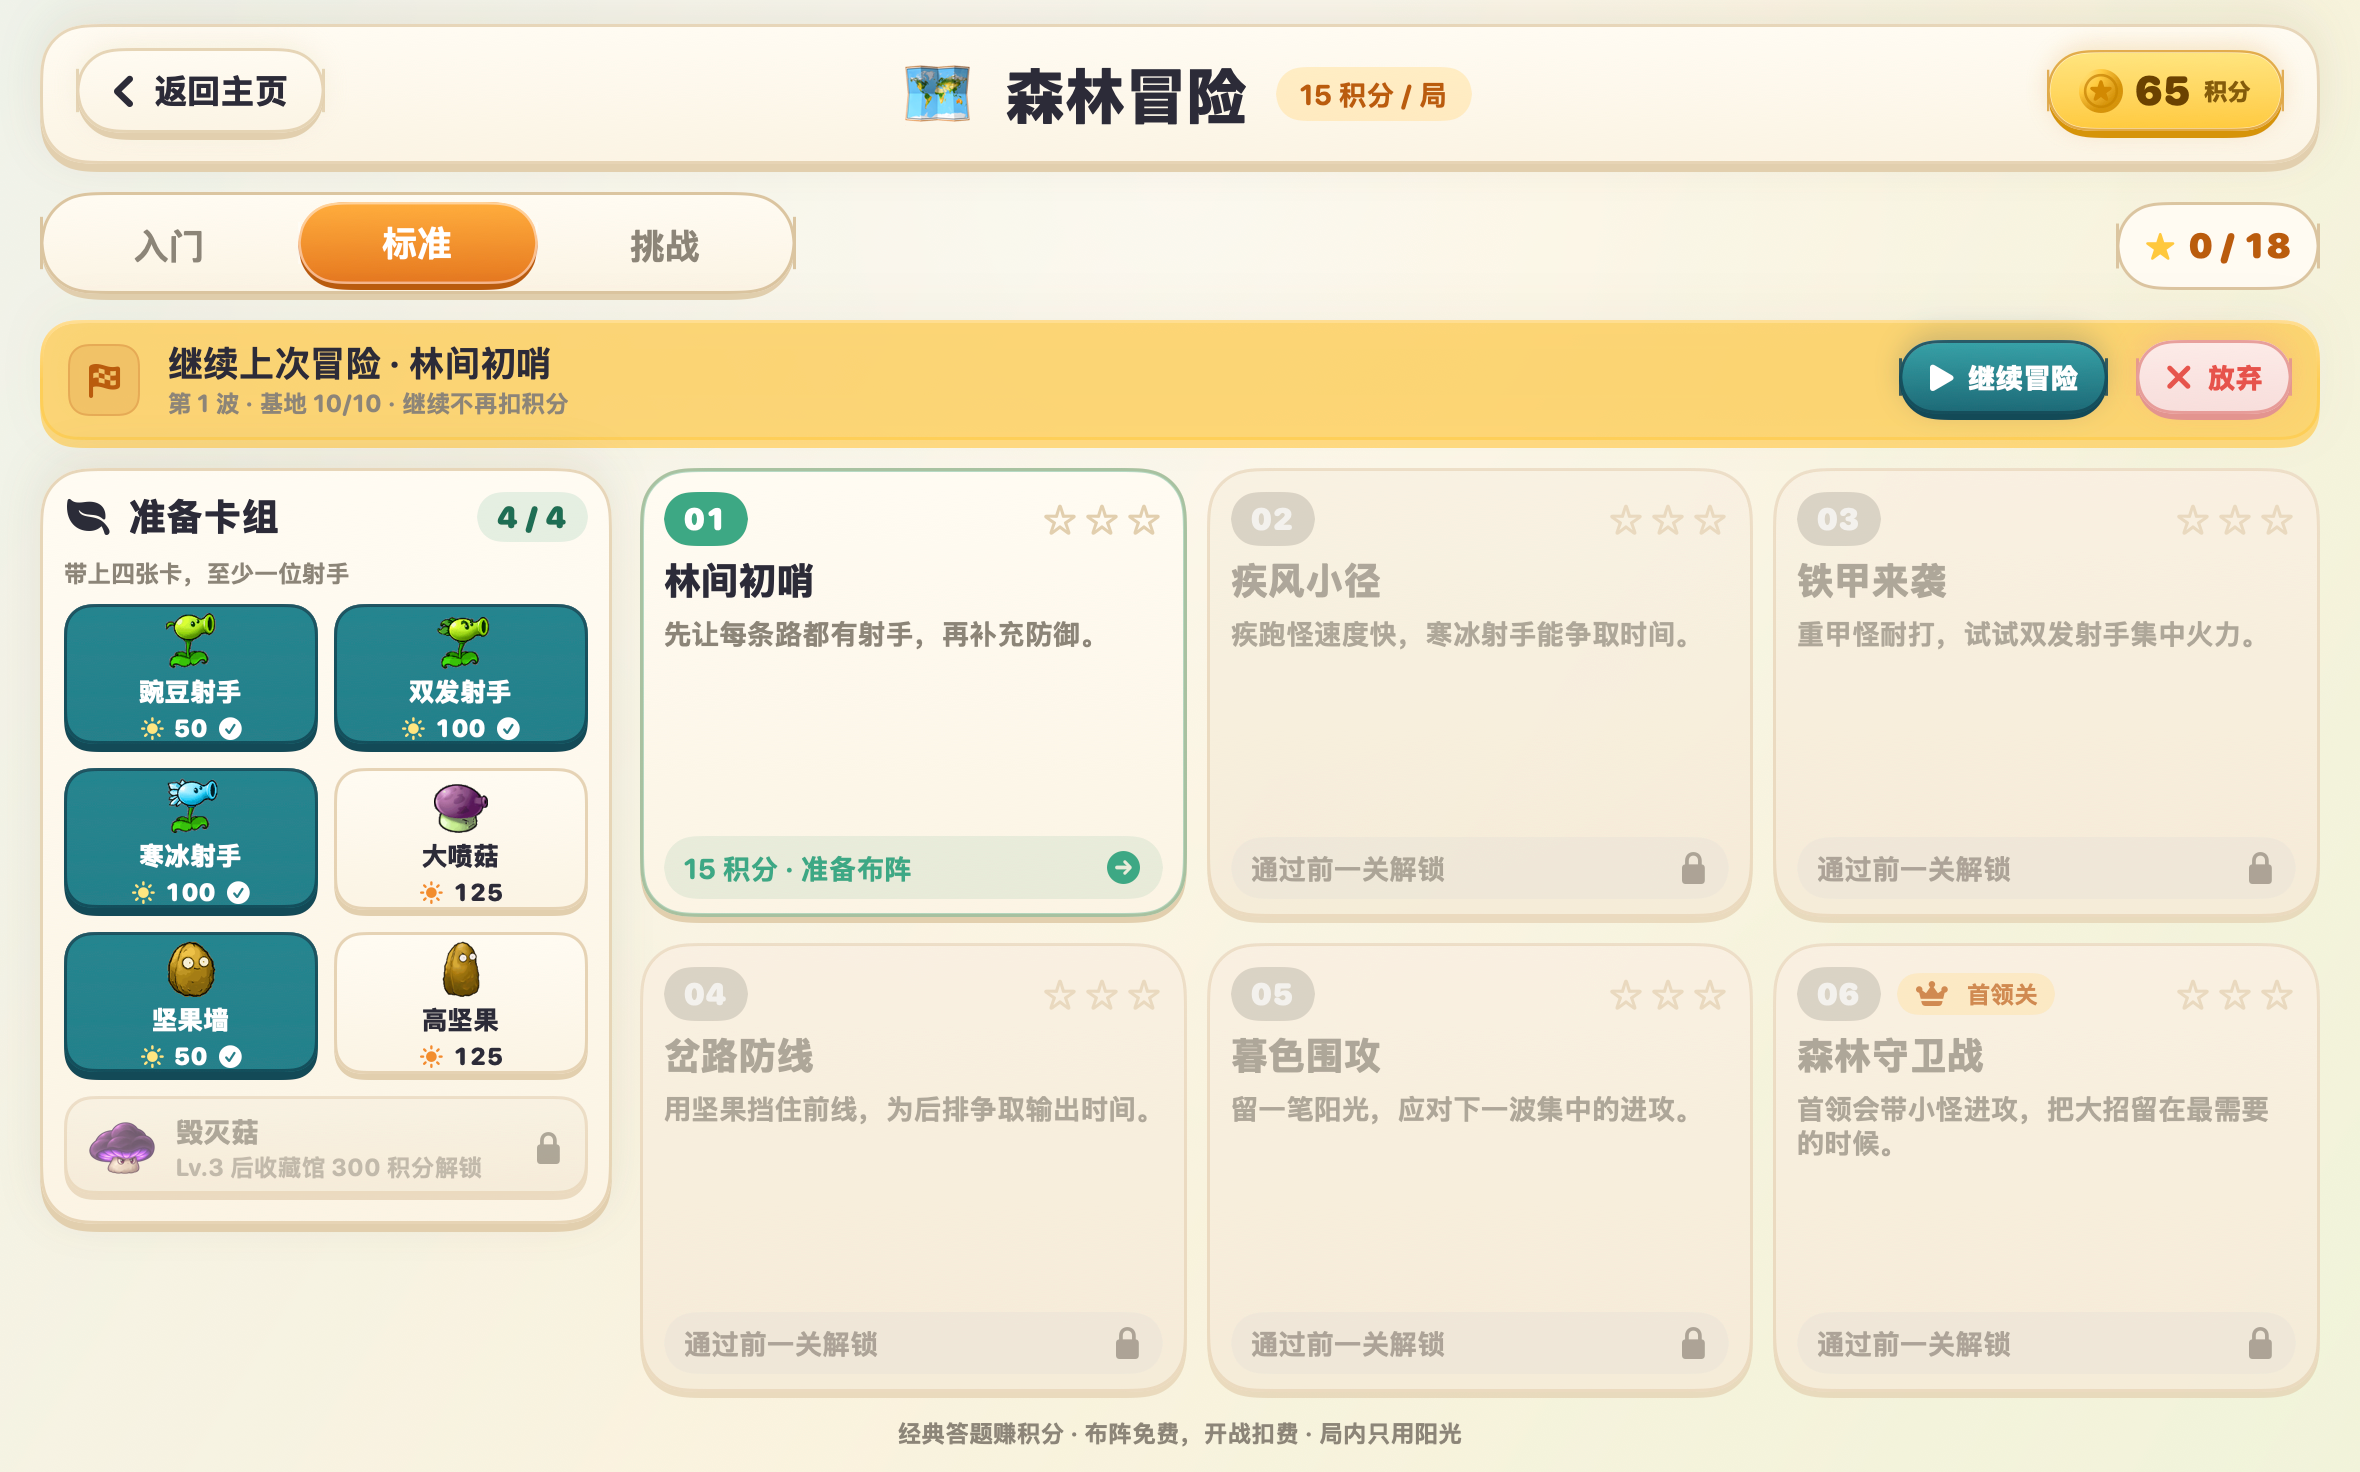 返回主页
森林冒险
15 积分 / 局
65 积分
入门
标准
挑战
0 / 18
继续上次冒险 · 林间初哨
第 1 波 · 基地 10/10 · 继续不再扣积分
继续冒险
放弃
准备卡组
4 / 4
带上四张卡，至少一位射手
豌豆射手
50
双发射手
100
寒冰射手
100
大喷菇
125
坚果墙
50
高坚果
125
毁灭菇
Lv.3 后收藏馆 300 积分解锁
01
林间初哨
先让每条路都有射手，再补充防御。
15 积分 · 准备布阵
02
疾风小径
疾跑怪速度快，寒冰射手能争取时间。
通过前一关解锁
03
铁甲来袭
重甲怪耐打，试试双发射手集中火力。
通过前一关解锁
04
岔路防线
用坚果挡住前线，为后排争取输出时间。
通过前一关解锁
05
暮色围攻
留一笔阳光，应对下一波集中的进攻。
通过前一关解锁
06
首领关
森林守卫战
首领会带小怪进攻，把大招留在最需要
的时候。
通过前一关解锁
经典答题赚积分 · 布阵免费，开战扣费 · 局内只用阳光